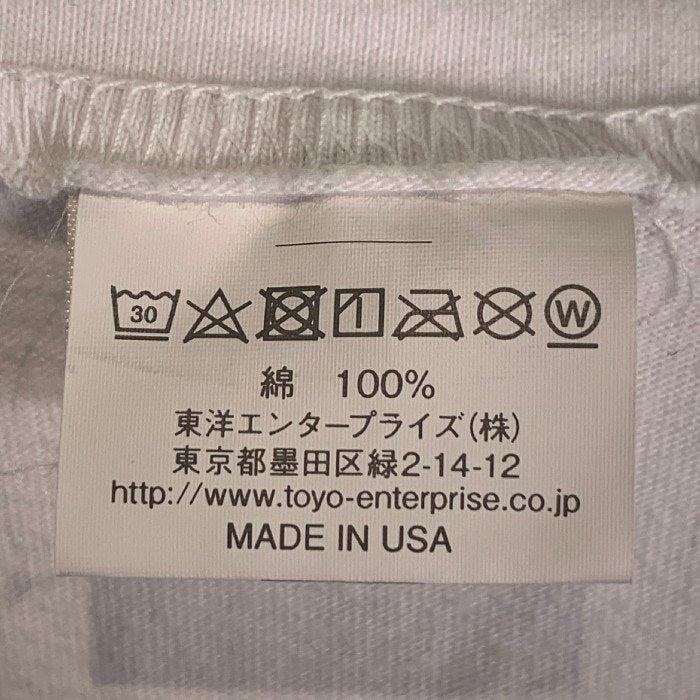 30 W
綿 100%
東洋エンタープライズ(株)
東京都墨田区緑2-14-12
http://www.toyo-enterprise.co.jp
MADE IN USA